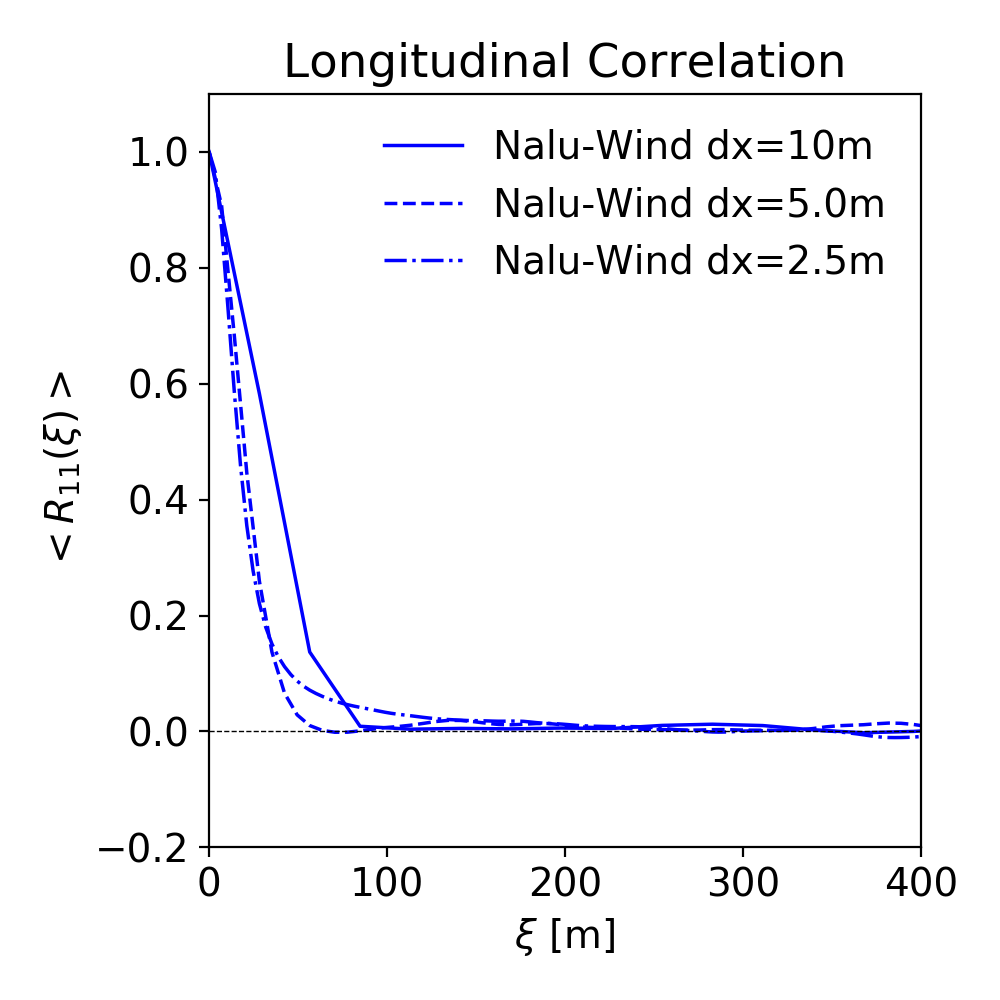 Longitudinal Correlation
Nalu-Wind dx=10m
Nalu-Wind dx=5.0m
Nalu-Wind dx=2.5m
< R₁₁(ξ) >
1.0
0.8
0.6
0.4
0.2
0.0
−0.2
0 100 200 300 400
ξ [m]